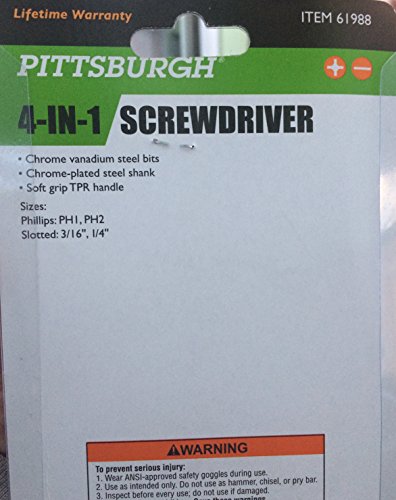 Lifetime Warranty
ITEM 61988
PITTSBURGH®
4-IN-1 SCREWDRIVER
• Chrome vanadium steel bits
• Chrome-plated steel shank
• Soft grip TPR handle
Sizes:
Phillips: PH1, PH2
Slotted: 3/16", 1/4"
WARNING
To prevent serious injury:
1. Wear ANSI-approved safety goggles during use.
2. Use as intended only. Do not use as hammer, chisel, or pry bar.
3. Inspect before every use; do not use if damaged.